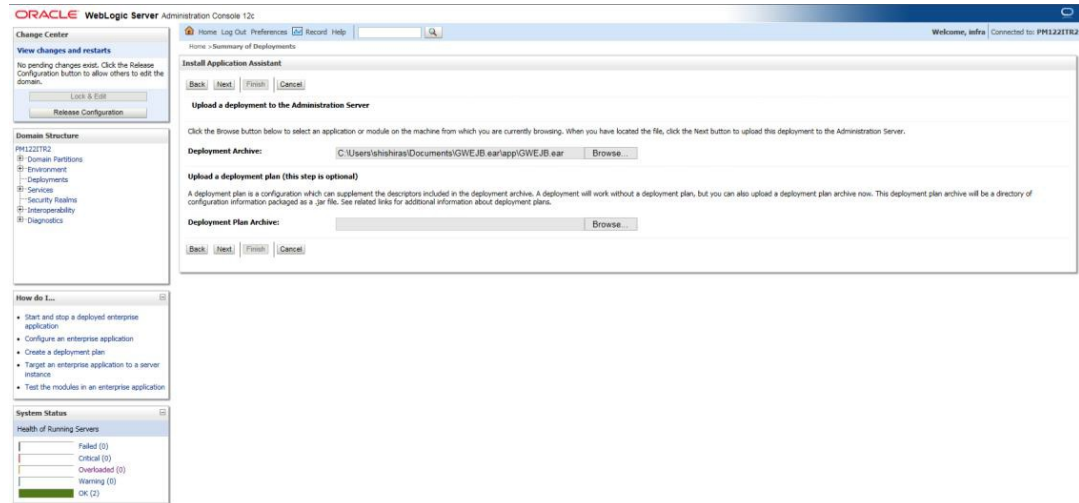 ORACLE WebLogic Server Administration Console 12c
Change Center
View changes and restarts
No pending changes exist. Click the Release
Configuration button to allow others to edit the
domain.
Lock & Edit
Release Configuration
Domain Structure
PM122ITR2
Domain Partitions
Environment
Deployments
Services
Security Realms
Interoperability
Diagnostics
How do I...
Start and stop a deployed enterprise
application
Configure an enterprise application
Create a deployment plan
Target an enterprise application to a server
instance
Test the modules in an enterprise application
System Status
Health of Running Servers
Failed (0)
Critical (0)
Overloaded (0)
Warning (0)
OK (2)
Home Log Out Preferences Record Help
Welcome, infra Connected to: PM122ITR2
Home >Summary of Deployments
Install Application Assistant
Back Next Finish Cancel
Upload a deployment to the Administration Server
Click the Browse button below to select an application or module on the machine from which you are currently browsing. When you have located the file, click the Next button to upload this deployment to the Administration Server.
Deployment Archive: C:\Users\shishiras\Documents\GWEJB.ear\app\GWEJB.ear Browse...
Upload a deployment plan (this step is optional)
A deployment plan is a configuration which can supplement the descriptors included in the deployment archive. A deployment will work without a deployment plan, but you can also upload a deployment plan archive now. This deployment plan archive will be a directory of
configuration information packaged as a .jar file. See related links for additional information about deployment plans.
Deployment Plan Archive: Browse...
Back Next Finish Cancel